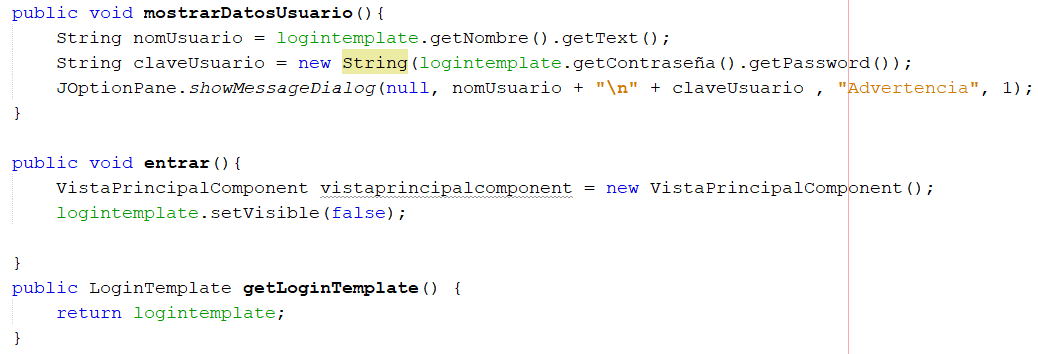 public void mostrarDatosUsuario(){
    String nomUsuario = logintemplate.getNombre().getText();
    String claveUsuario = new String(logintemplate.getContraseña().getPassword());
    JOptionPane.showMessageDialog(null, nomUsuario + "\n" + claveUsuario , "Advertencia", 1);
}
public void entrar(){
    VistaPrincipalComponent vistaprincipalcomponent = new VistaPrincipalComponent();
    logintemplate.setVisible(false);
}
public LoginTemplate getLoginTemplate() {
    return logintemplate;
}